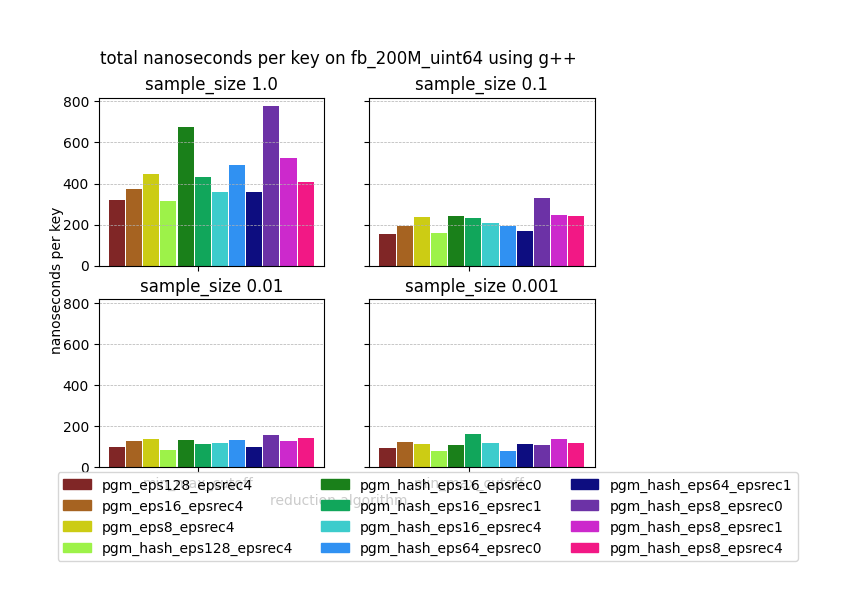 total nanoseconds per key on fb_200M_uint64 using g++
sample_size 1.0
sample_size 0.1
800
600
400
200
0
nanoseconds per key
sample_size 0.01
sample_size 0.001
800
600
400
200
0
reduction algorithm
pgm_eps128_epsrec4
pgm_eps16_epsrec4
pgm_eps8_epsrec4
pgm_hash_eps128_epsrec4
pgm_hash_eps16_epsrec0
pgm_hash_eps16_epsrec1
pgm_hash_eps16_epsrec4
pgm_hash_eps64_epsrec0
pgm_hash_eps64_epsrec1
pgm_hash_eps8_epsrec0
pgm_hash_eps8_epsrec1
pgm_hash_eps8_epsrec4